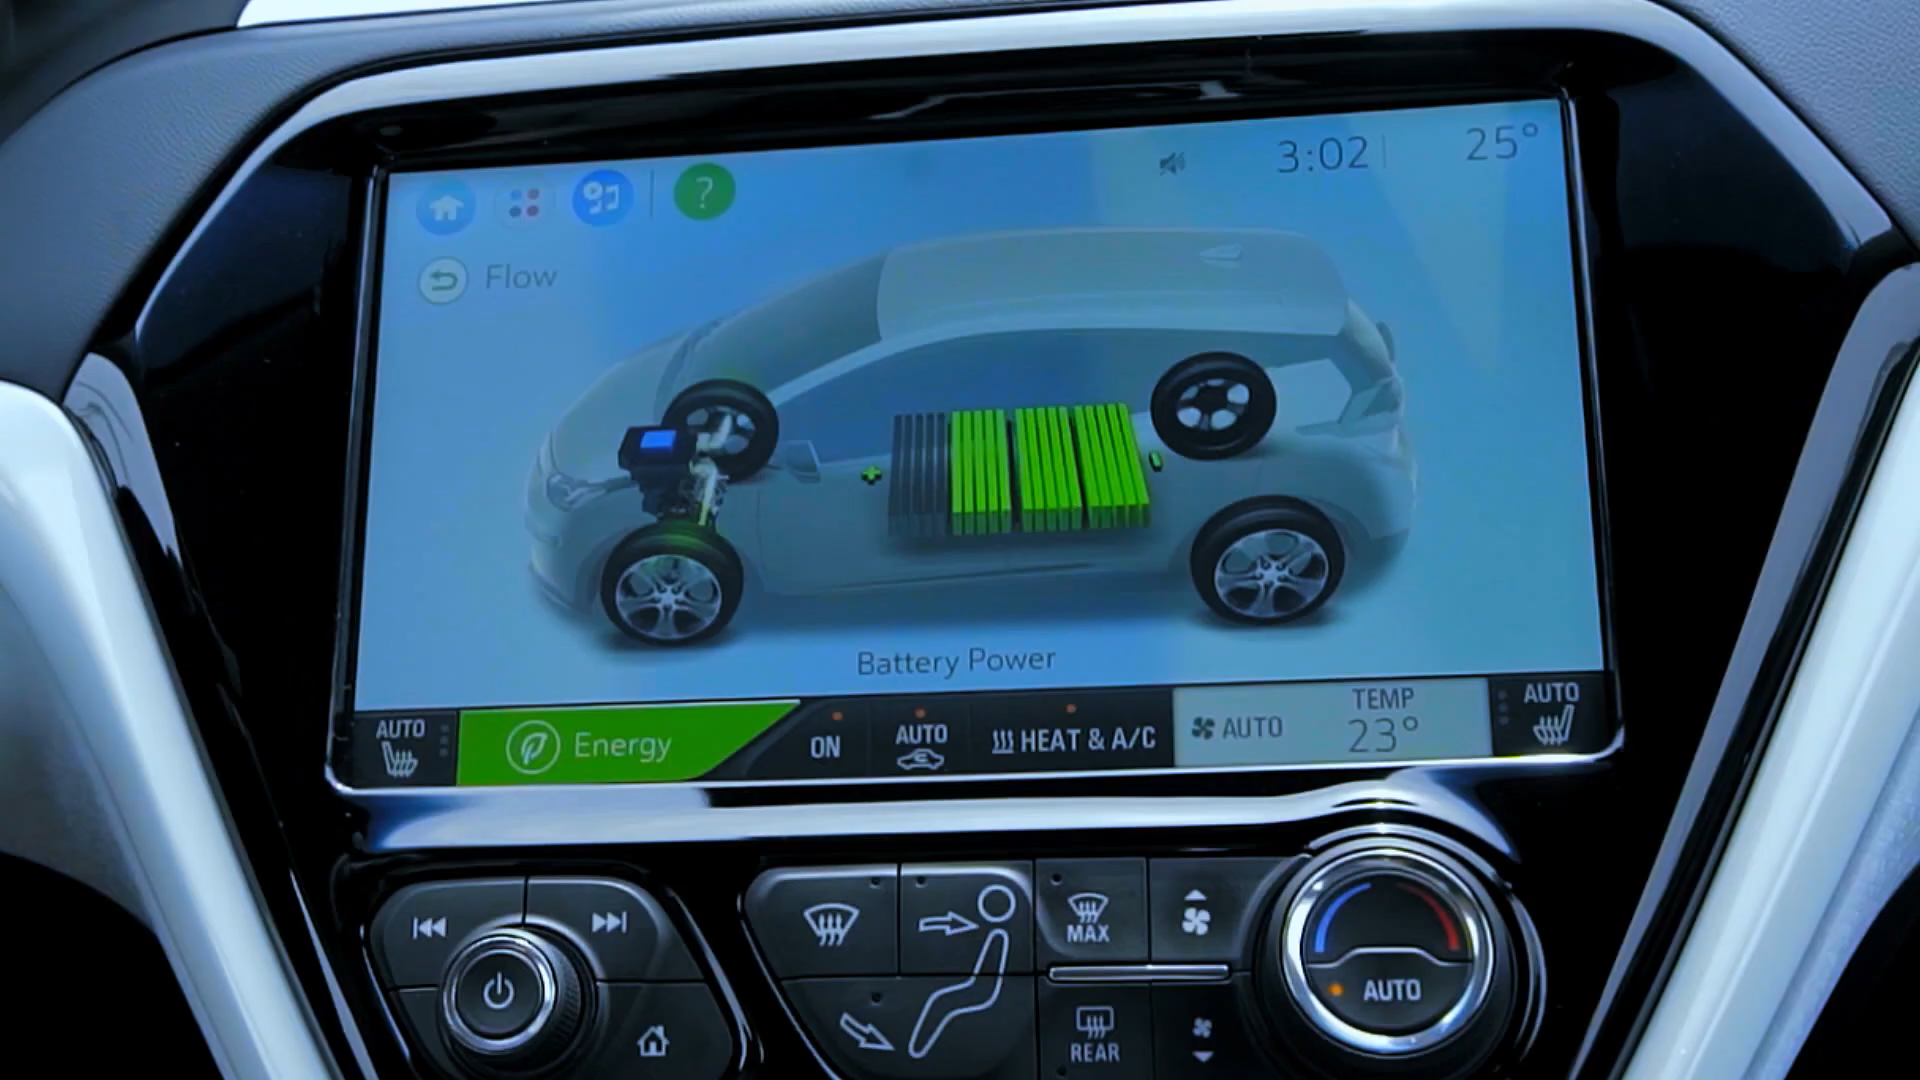 ?
3:02
25°
Flow
Battery Power
AUTO
Energy
ON
AUTO
HEAT & A/C
AUTO
TEMP
23°
AUTO
MAX
AUTO
REAR